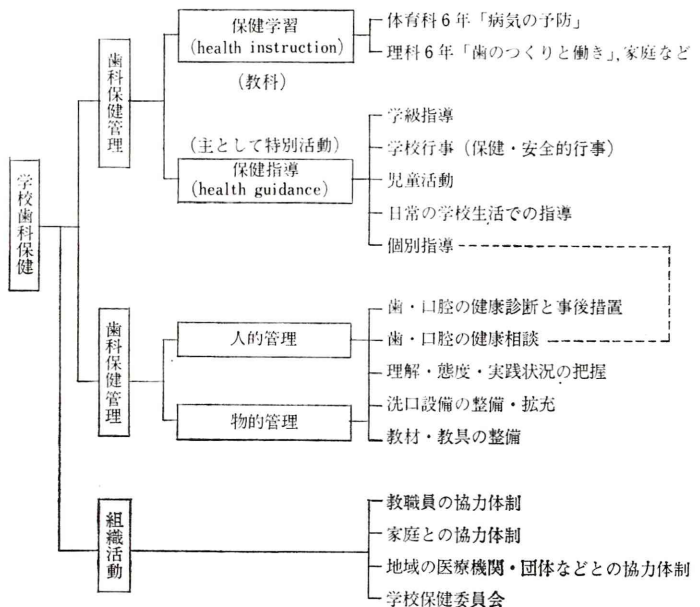 学校歯科保健
歯科保健管理
保健学習
(health instruction)
(教科)
体育科6年「病気の予防」
理科6年「歯のつくりと働き」,家庭など
(主として特別活動)
保健指導
(health guidance)
学級指導
学校行事（保健・安全的行事）
児童活動
日常の学校生活での指導
個別指導
歯科保健管理
人的管理
物的管理
歯・口腔の健康診断と事後措置
歯・口腔の健康相談
理解・態度・実践状況の把握
洗口設備の整備・拡充
教材・教具の整備
組織活動
教職員の協力体制
家庭との協力体制
地域の医療機関・団体などとの協力体制
学校保健委員会